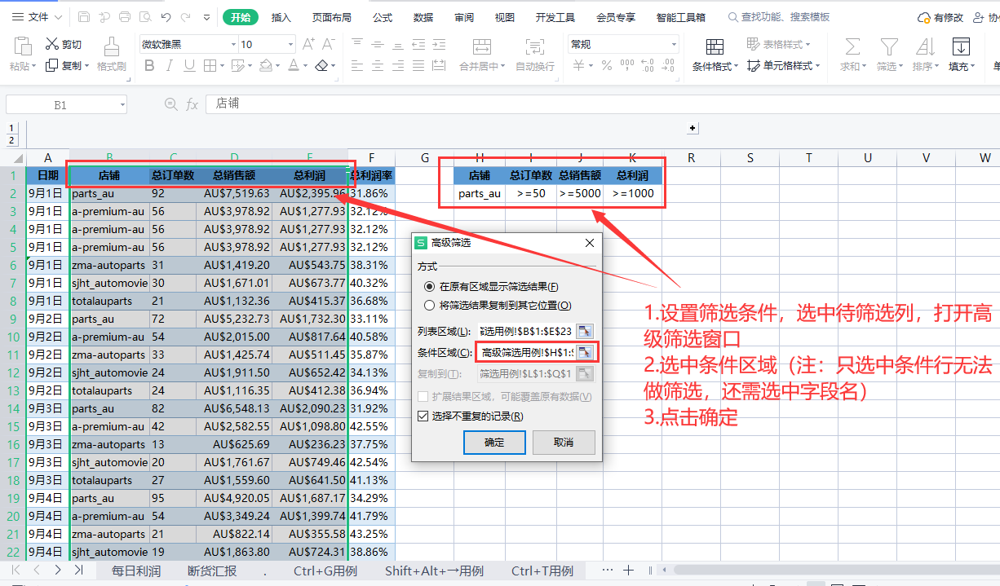 文件
开始 插入 页面布局 公式 数据 审阅 视图 开发工具 会员专享 智能工具箱 查找功能、搜索模板 有修改 协
粘贴 剪切 复制 格式刷 微软雅黑 10 合并居中 自动换行 常规 条件格式 表格样式 单元格样式 求和 筛选 排序 填充 单
B I U A
B1 fx 店铺
1
2
A B C D E F G H I J K R S T U V W
1 日期 店铺 总订单数 总销售额 总利润 总利润率 店铺 总订单数 总销售额 总利润
2 9月1日 parts_au 92 AU$7,519.63 AU$2,395.96 31.86% parts_au >=50 >=5000 >=1000
3 9月1日 a-premium-au 56 AU$3,978.92 AU$1,277.93 32.12%
4 9月1日 a-premium-au 56 AU$3,978.92 AU$1,277.93 32.12%
5 9月1日 a-premium-au 56 AU$3,978.92 AU$1,277.93 32.12%
6 9月1日 zma-autoparts 31 AU$1,419.20 AU$543.75 38.31%
7 9月1日 sjht_automovie 30 AU$1,671.01 AU$673.77 40.32%
8 9月1日 totalauparts 21 AU$1,132.36 AU$415.37 36.68%
9 9月2日 parts_au 72 AU$5,232.73 AU$1,732.30 33.11%
10 9月2日 a-premium-au 54 AU$2,015.00 AU$817.64 40.58%
11 9月2日 zma-autoparts 33 AU$1,425.74 AU$511.45 35.87%
12 9月2日 sjht_automovie 24 AU$1,911.50 AU$652.42 34.13%
13 9月2日 totalauparts 24 AU$1,116.35 AU$412.38 36.94%
14 9月3日 parts_au 82 AU$6,548.13 AU$2,090.23 31.92%
15 9月3日 a-premium-au 42 AU$2,582.55 AU$1,098.80 42.55%
16 9月3日 zma-autoparts 13 AU$625.69 AU$236.23 37.75%
17 9月3日 sjht_automovie 20 AU$1,761.67 AU$749.46 42.54%
18 9月3日 totalauparts 27 AU$1,559.60 AU$641.50 41.13%
19 9月4日 parts_au 95 AU$4,920.05 AU$1,687.17 34.29%
20 9月4日 a-premium-au 54 AU$3,349.24 AU$1,399.74 41.79%
21 9月4日 zma-autoparts 21 AU$822.14 AU$355.58 43.25%
22 9月4日 sjht_automovie 19 AU$1,863.80 AU$724.31 38.86%
高级筛选
方式
在原有区域显示筛选结果(F)
将筛选结果复制到其它位置(O)
列表区域(L): 筛选用例!$B$1:$E$23
条件区域(C): 高级筛选用例!$H$1:$
复制到(T): 筛选用例!$L$1:$Q$1
扩展结果区域，可能覆盖原有数据(V)
选择不重复的记录(R)
确定 取消
1.设置筛选条件，选中待筛选列，打开高
级筛选窗口
2.选中条件区域（注：只选中条件行无法
做筛选，还需选中字段名）
3.点击确定
每日利润 断货汇报 . Ctrl+G用例 Shift+Alt+→用例 Ctrl+T用例 ···